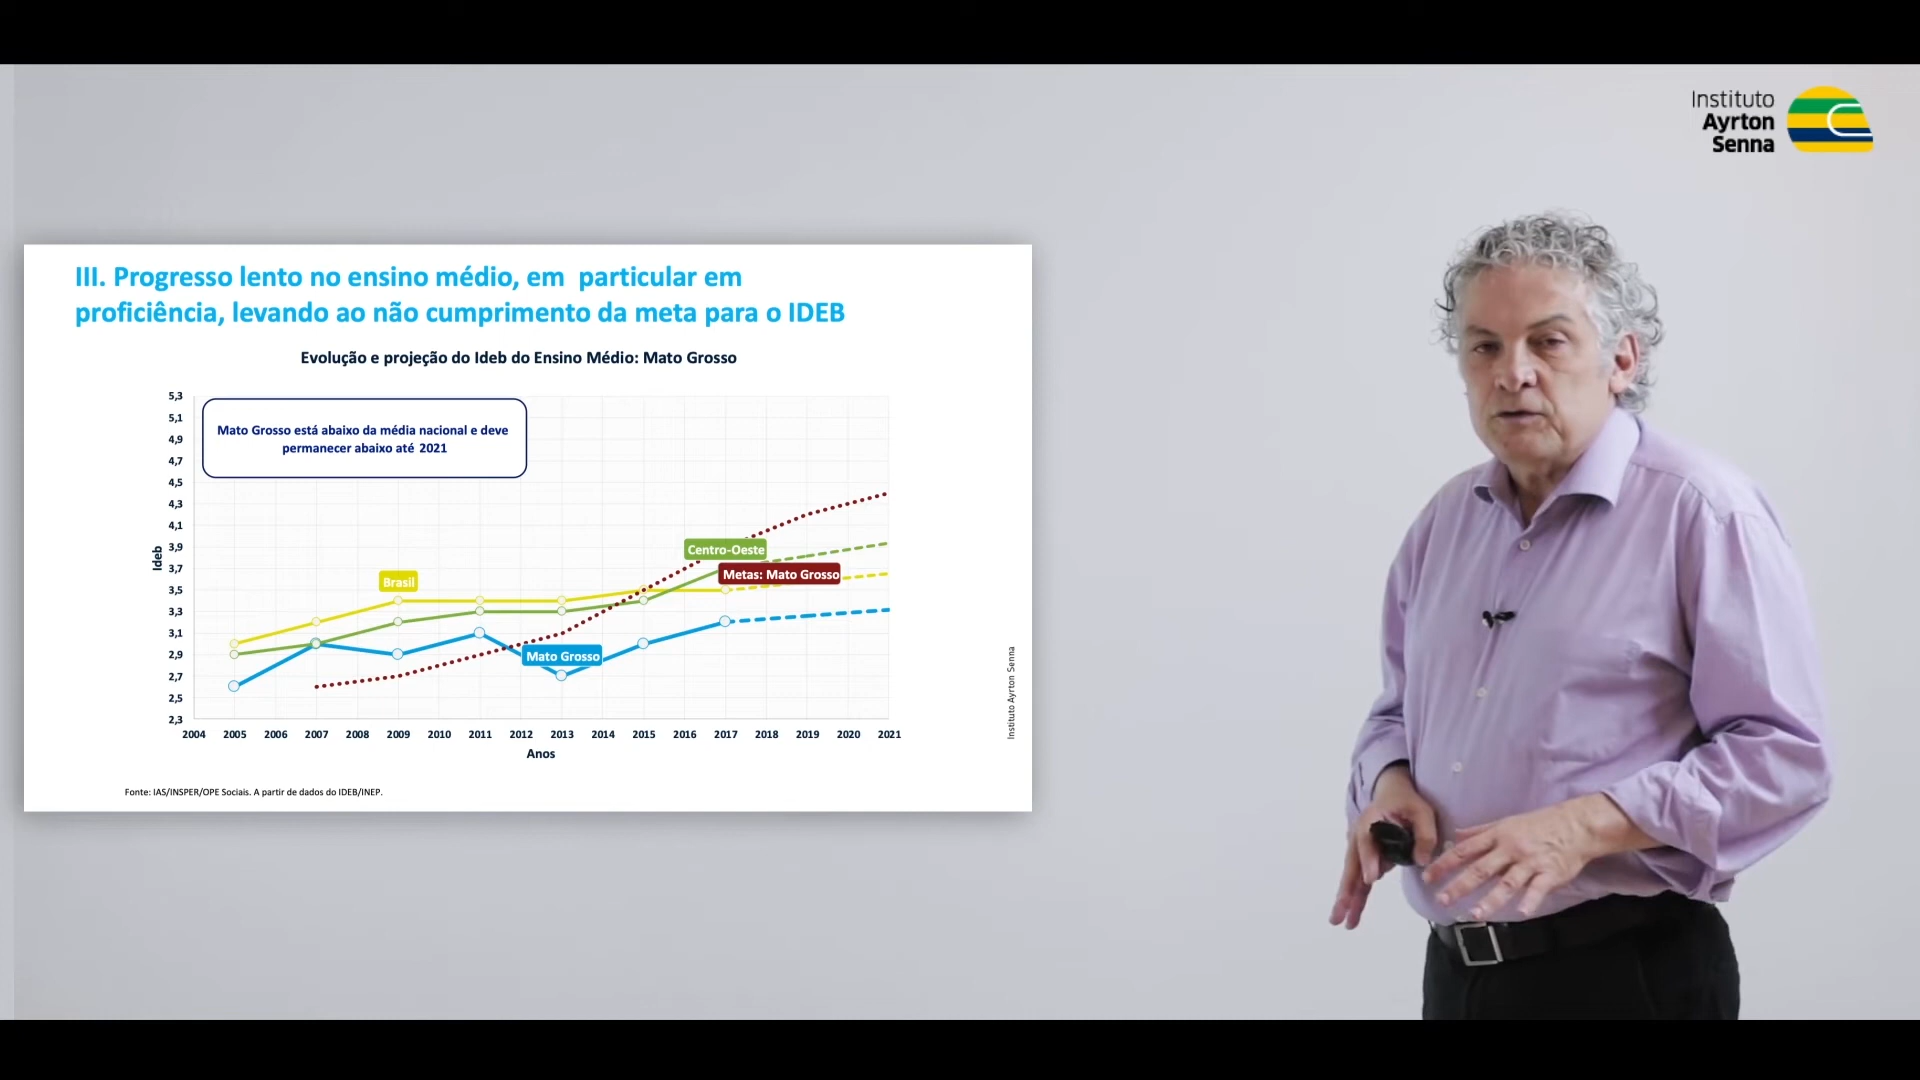 Instituto
Ayrton
Senna
III. Progresso lento no ensino médio, em particular em
proficiência, levando ao não cumprimento da meta para o IDEB
Evolução e projeção do Ideb do Ensino Médio: Mato Grosso
Mato Grosso está abaixo da média nacional e deve
permanecer abaixo até 2021
5,3
5,1
4,9
4,7
4,5
4,3
4,1
3,9
3,7
3,5
3,3
3,1
2,9
2,7
2,5
2,3
Ideb
Brasil
Centro-Oeste
Metas: Mato Grosso
Mato Grosso
2004 2005 2006 2007 2008 2009 2010 2011 2012 2013 2014 2015 2016 2017 2018 2019 2020 2021
Anos
Instituto Ayrton Senna
Fonte: IAS/INSPER/OPE Sociais. A partir de dados do IDEB/INEP.